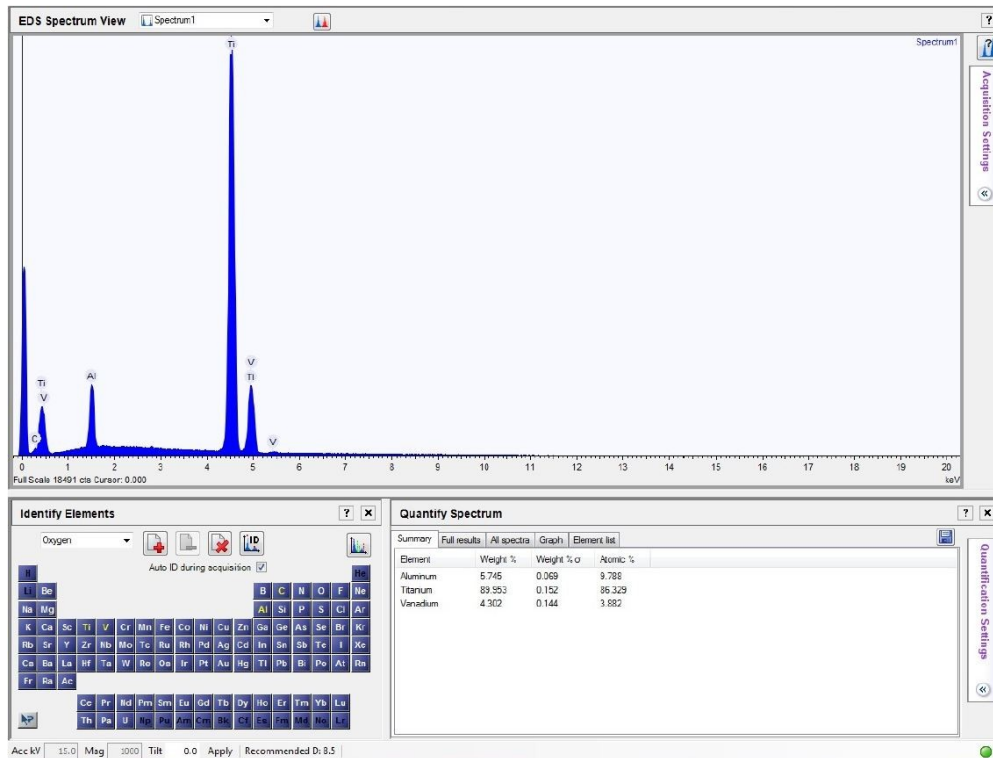 EDS Spectrum View Spectrum1 ?
Spectrum1 ?
Ti
V
Ti
Al
Ti
V
C
V
Acquisition Settings
0 1 2 3 4 5 6 7 8 9 10 11 12 13 14 15 16 17 18 19 20
Full Scale 18491 cts Cursor: 0.000 keV
Identify Elements ? X
Oxygen ID
Auto ID during acquisition
H He
Li Be B C N O F Ne
Na Mg Al Si P S Cl Ar
K Ca Sc Ti V Cr Mn Fe Co Ni Cu Zn Ga Ge As Se Br Kr
Rb Sr Y Zr Nb Mo Tc Ru Rh Pd Ag Cd In Sn Sb Te I Xe
Cs Ba La Hf Ta W Re Os Ir Pt Au Hg Tl Pb Bi Po At Rn
Fr Ra Ac
Ce Pr Nd Pm Sm Eu Gd Tb Dy Ho Er Tm Yb Lu
Th Pa U Np Pu Am Cm Bk Cf Es Fm Md No Lr
?
Quantify Spectrum ? X
Summary Full results All spectra Graph Element list
Element Weight % Weight % σ Atomic %
Aluminum 5.745 0.069 9.788
Titanium 89.953 0.152 86.329
Vanadium 4.302 0.144 3.882
Quantification Settings
Acc kV 15.0 Mag 1000 Tilt 0.0 Apply Recommended D: 8.5